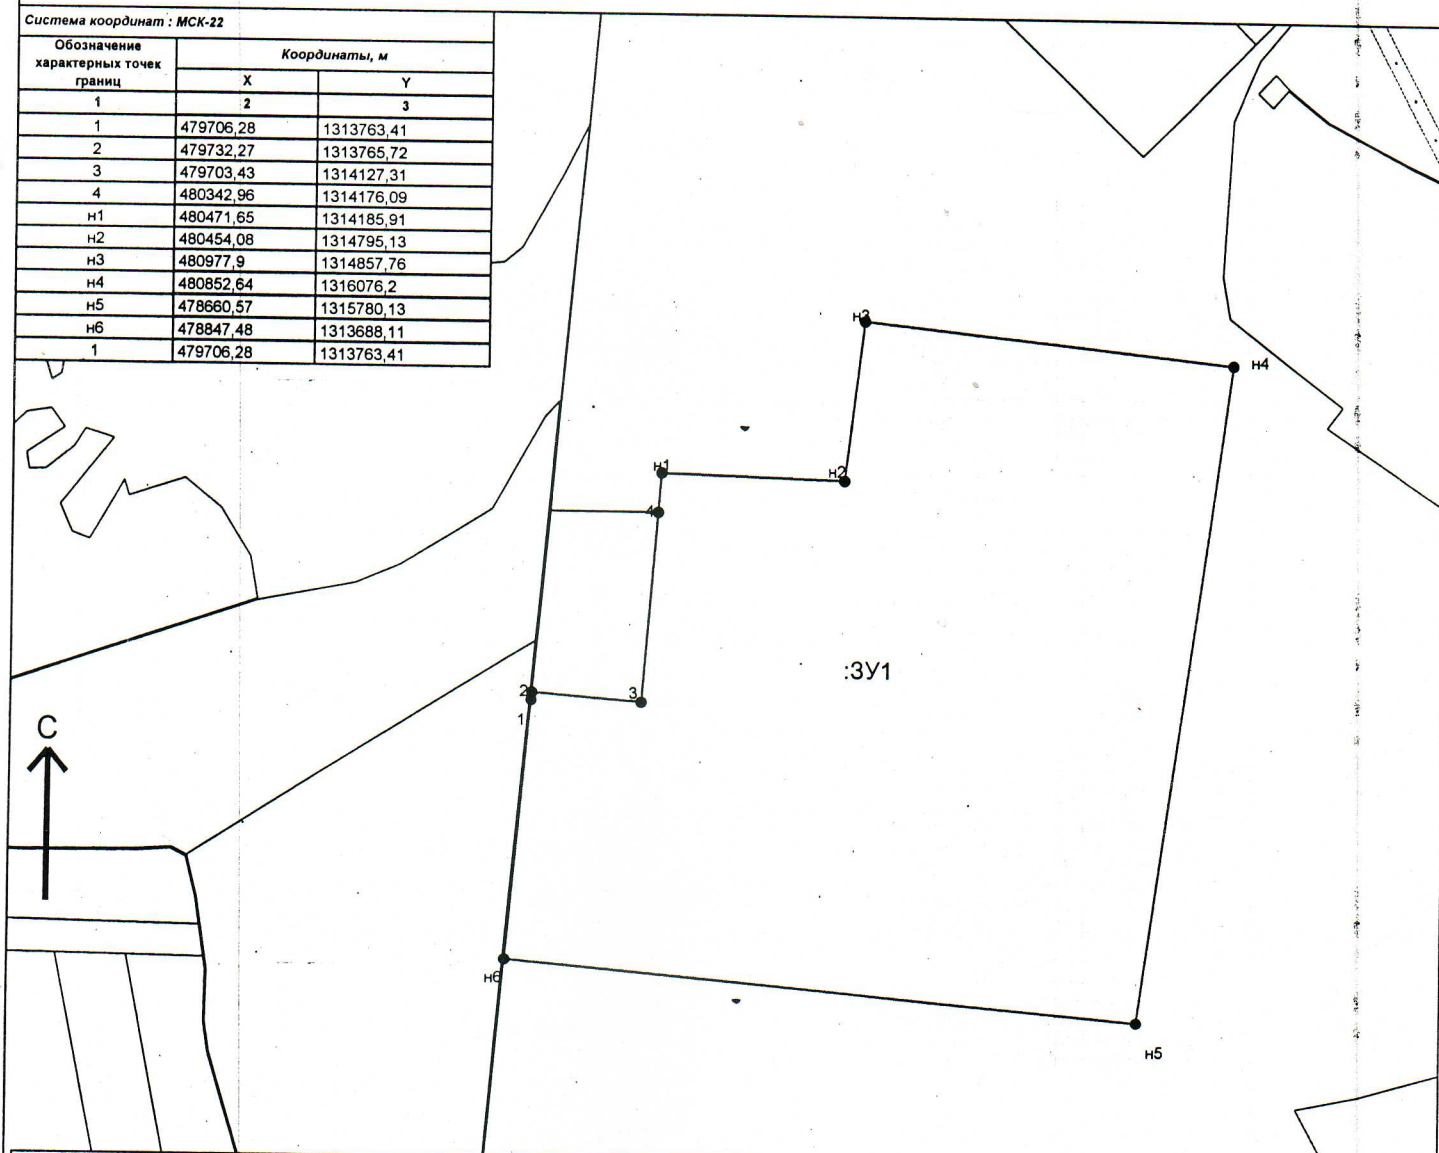 Система координат : МСК-22
Обозначение характерных точек границ
Координаты, м
X Y
1 2 3
1 479706,28 1313763,41
2 479732,27 1313765,72
3 479703,43 1314127,31
4 480342,96 1314176,09
н1 480471,65 1314185,91
н2 480454,08 1314795,13
н3 480977,9 1314857,76
н4 480852,64 1316076,2
н5 478660,57 1315780,13
н6 478847,48 1313688,11
1 479706,28 1313763,41
н3
н4
н1
н2
4
:ЗУ1
2
3
1
С
н6
н5